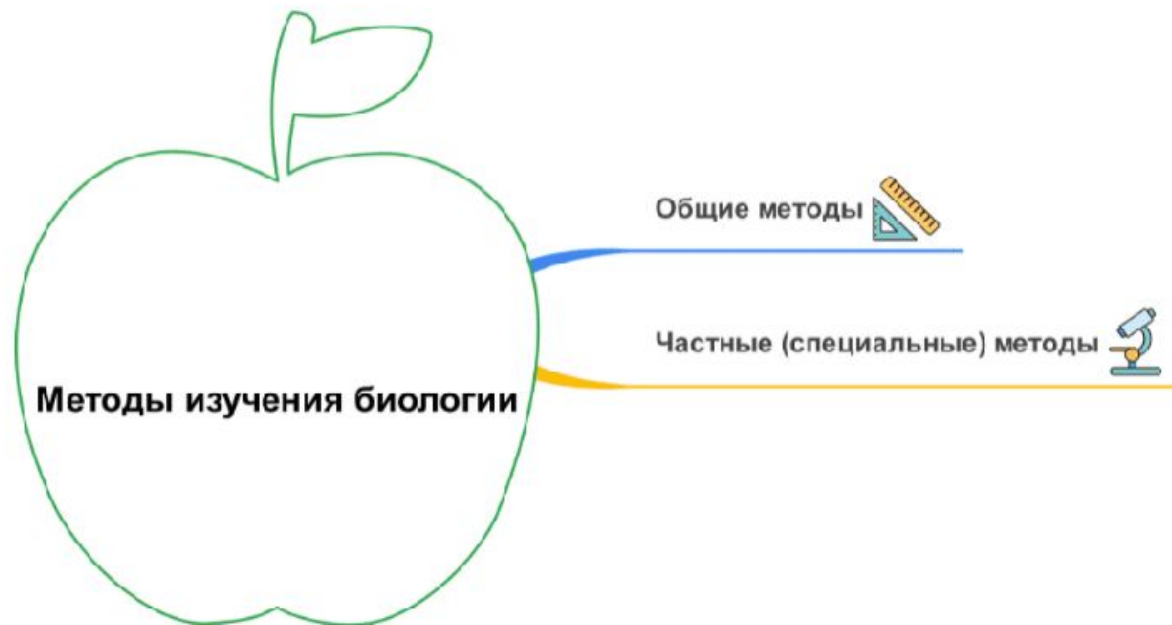 Общие методы
Частные (специальные) методы
Методы изучения биологии